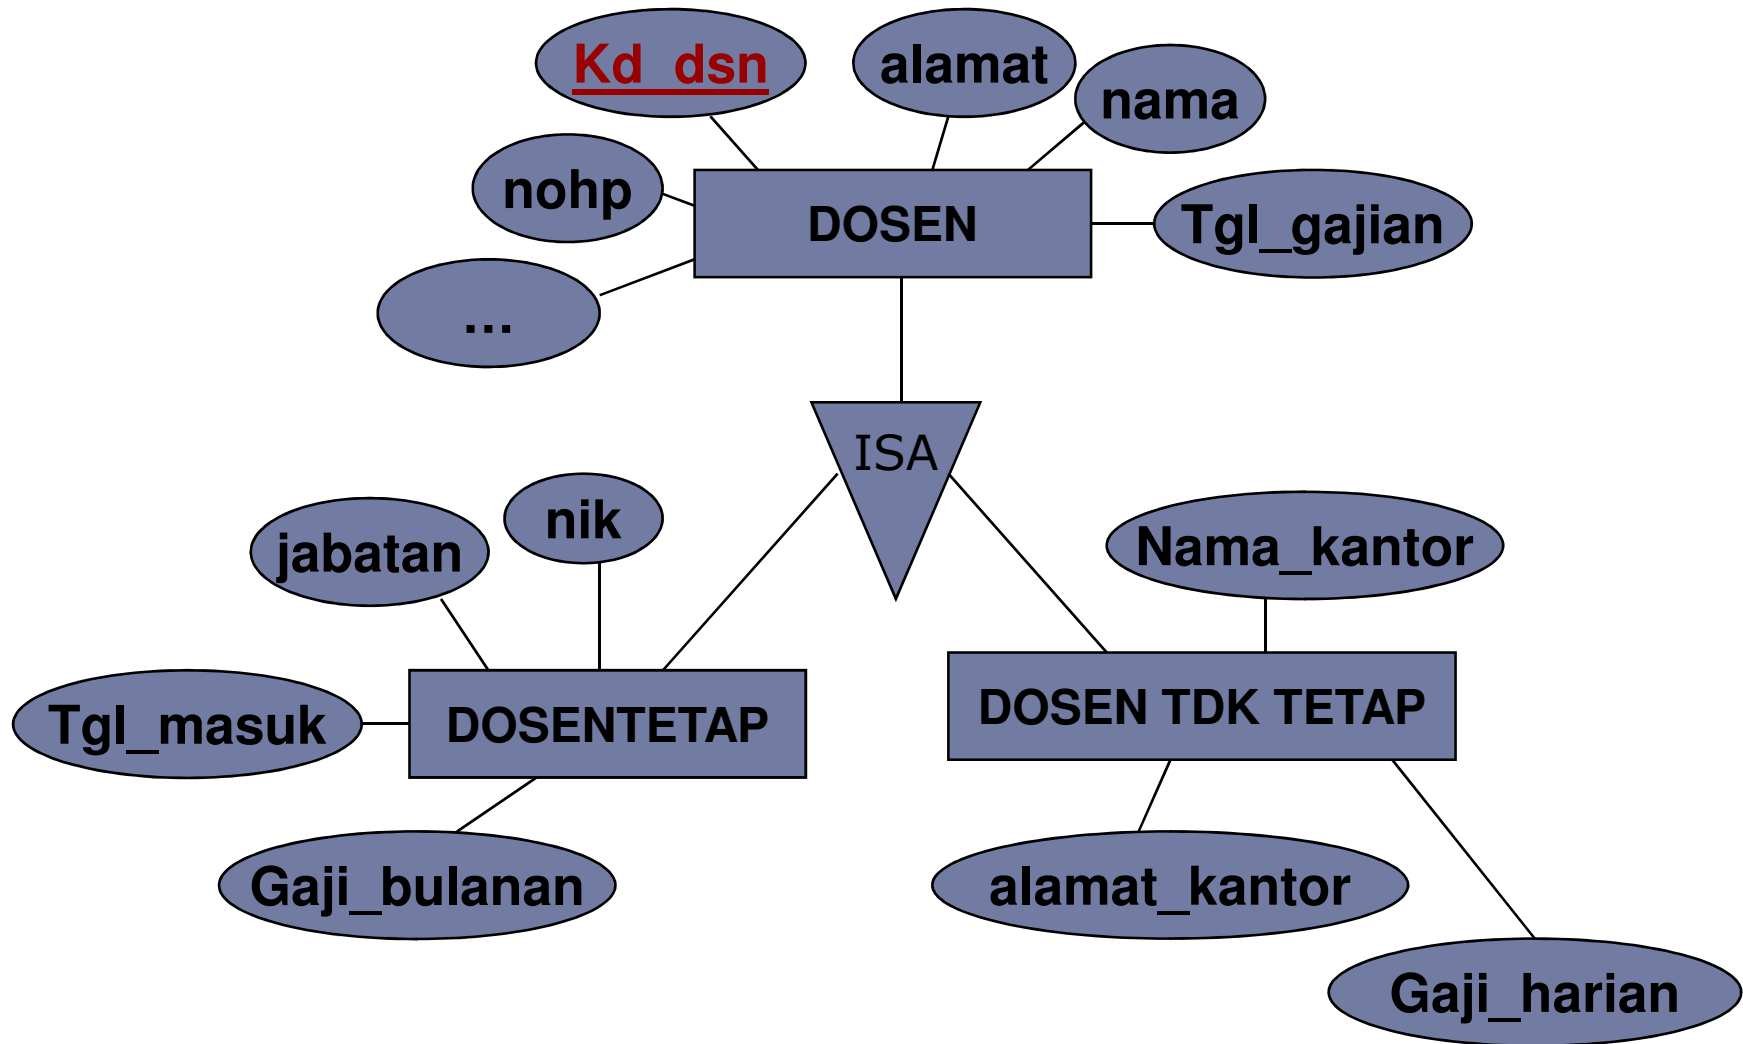 Kd_dsn
alamat
nama
nohp
DOSEN
Tgl_gajian
...
ISA
jabatan
nik
Nama_kantor
Tgl_masuk
DOSENTETAP
DOSEN TDK TETAP
Gaji_bulanan
alamat_kantor
Gaji_harian